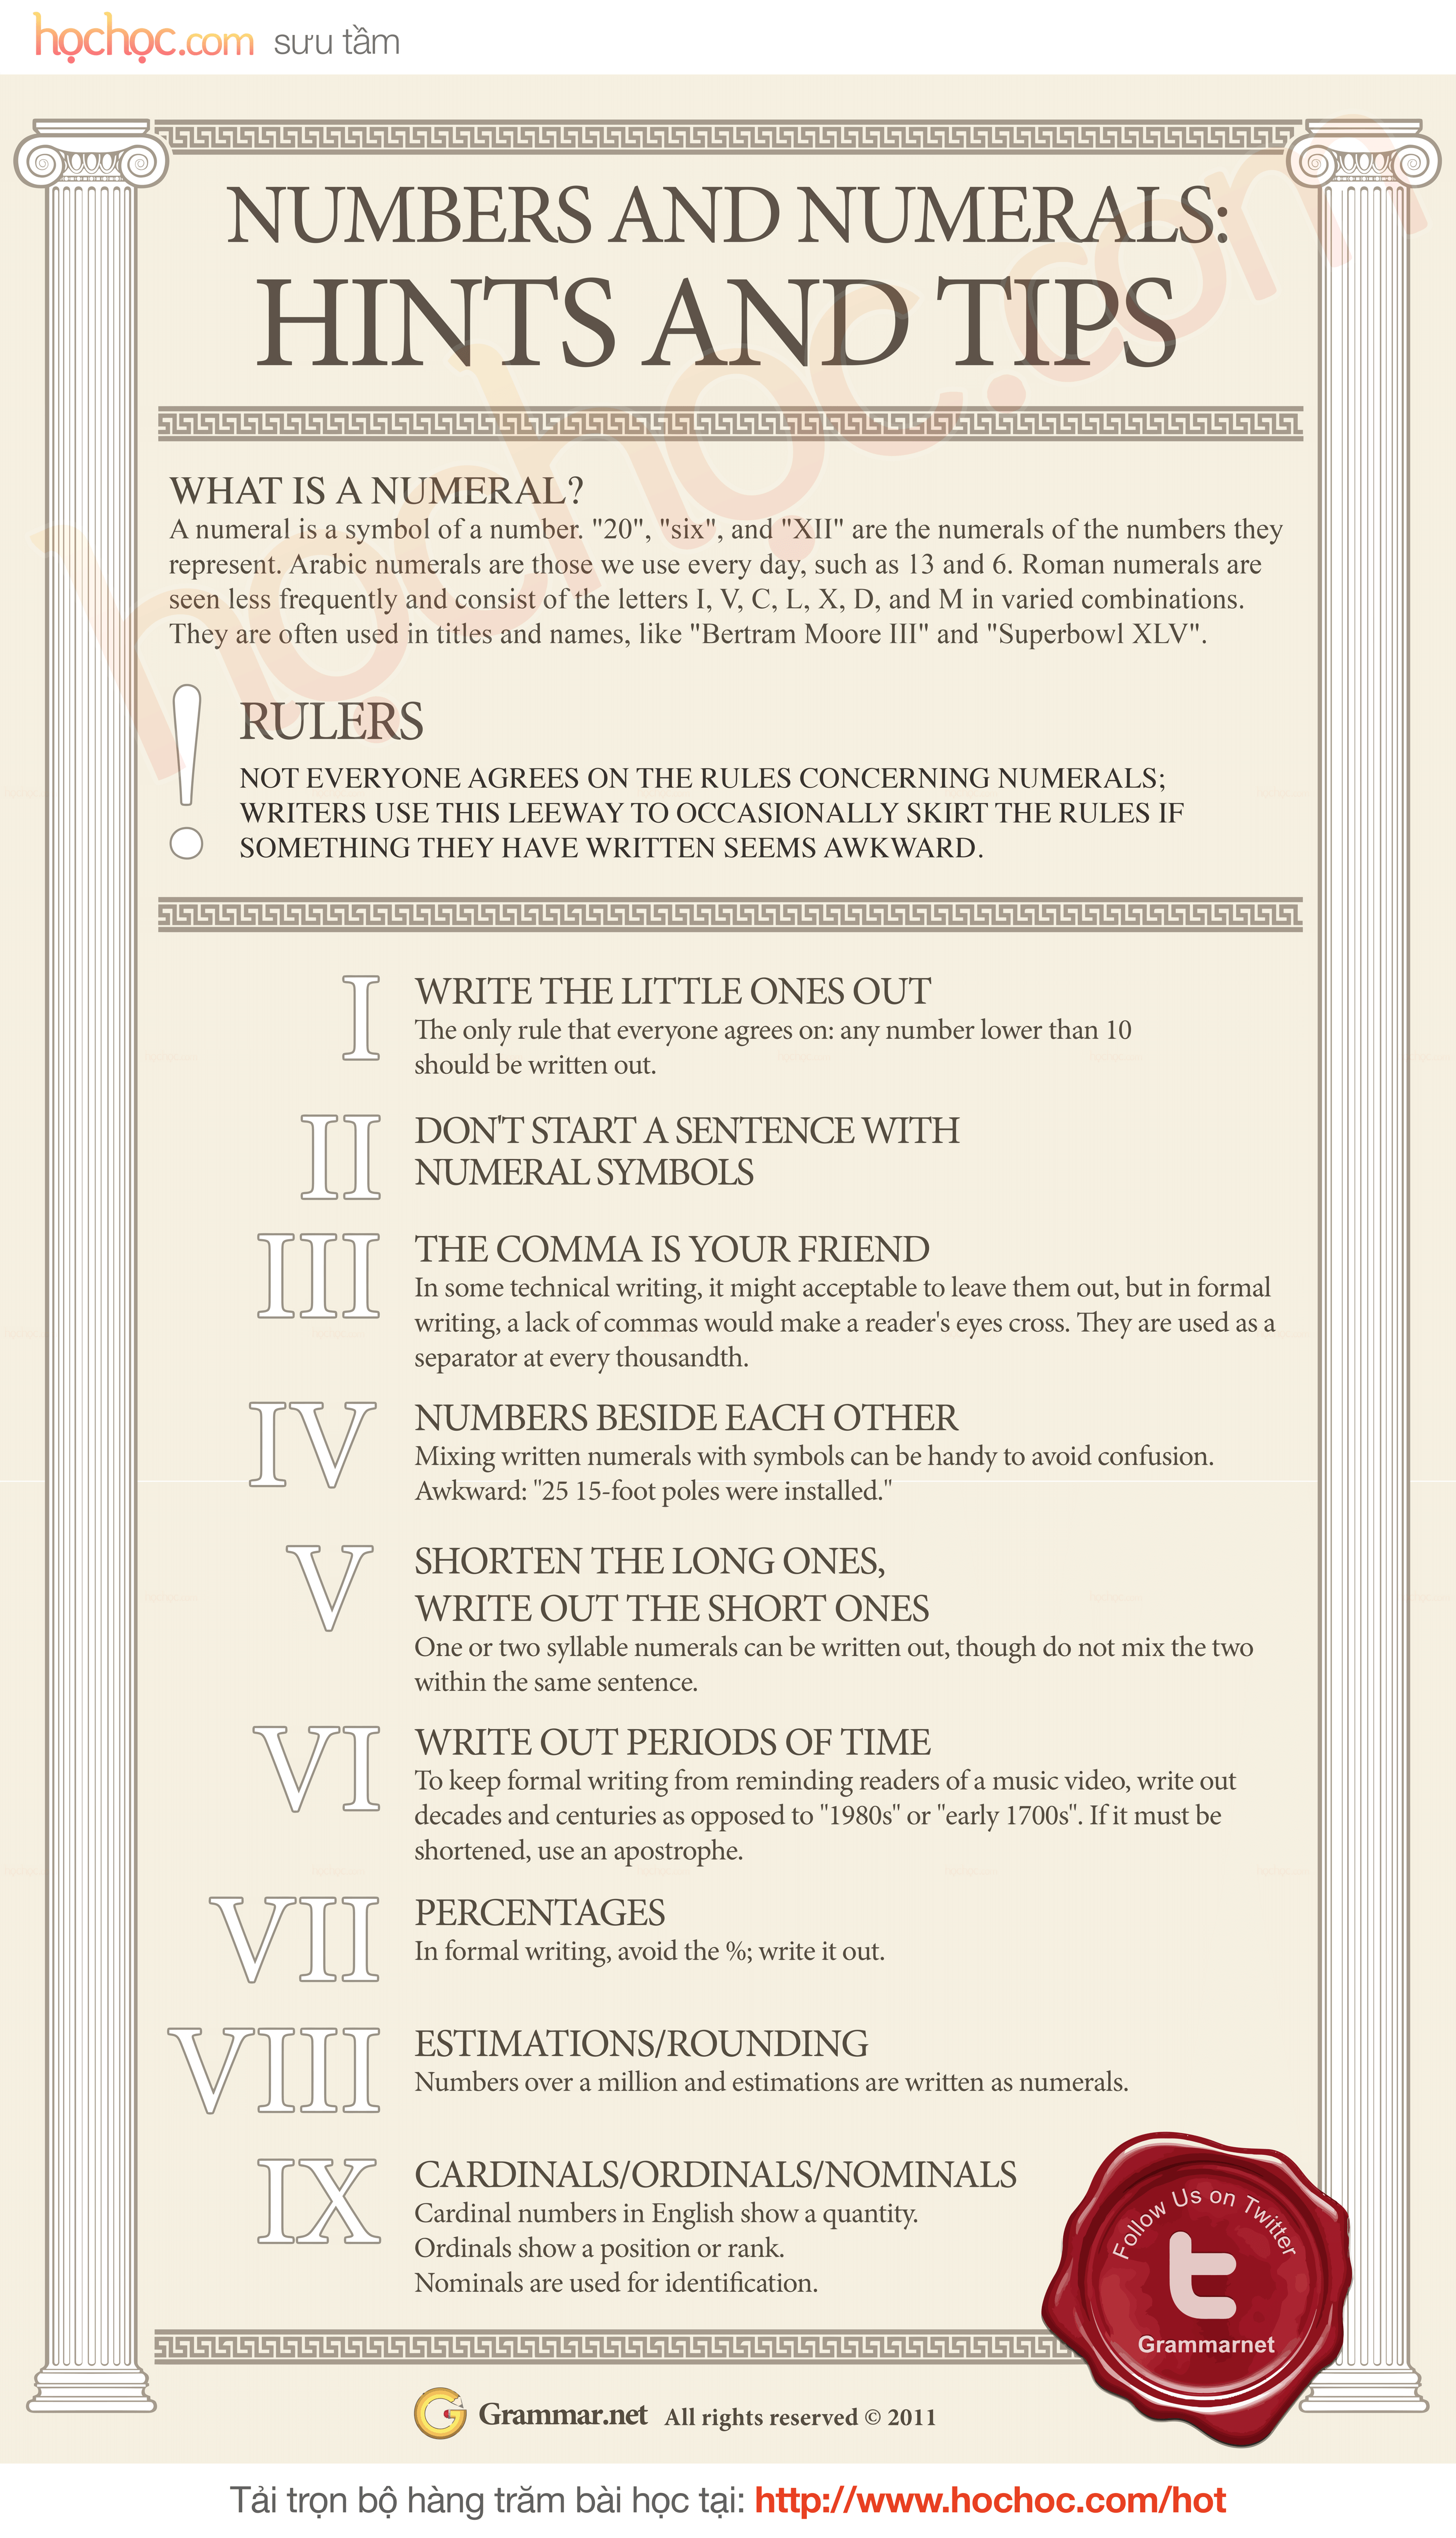 họchọc.com sưu tầm
NUMBERS AND NUMERALS:
HINTS AND TIPS
WHAT IS A NUMERAL?
A numeral is a symbol of a number. "20", "six", and "XII" are the numerals of the numbers they
represent. Arabic numerals are those we use every day, such as 13 and 6. Roman numerals are
seen less frequently and consist of the letters I, V, C, L, X, D, and M in varied combinations.
They are often used in titles and names, like "Bertram Moore III" and "Superbowl XLV".
! RULERS
NOT EVERYONE AGREES ON THE RULES CONCERNING NUMERALS;
WRITERS USE THIS LEEWAY TO OCCASIONALLY SKIRT THE RULES IF
SOMETHING THEY HAVE WRITTEN SEEMS AWKWARD.
I WRITE THE LITTLE ONES OUT
The only rule that everyone agrees on: any number lower than 10
should be written out.
II DON'T START A SENTENCE WITH
NUMERAL SYMBOLS
III THE COMMA IS YOUR FRIEND
In some technical writing, it might acceptable to leave them out, but in formal
writing, a lack of commas would make a reader's eyes cross. They are used as a
separator at every thousandth.
IV NUMBERS BESIDE EACH OTHER
Mixing written numerals with symbols can be handy to avoid confusion.
Awkward: "25 15-foot poles were installed."
V SHORTEN THE LONG ONES,
WRITE OUT THE SHORT ONES
One or two syllable numerals can be written out, though do not mix the two
within the same sentence.
VI WRITE OUT PERIODS OF TIME
To keep formal writing from reminding readers of a music video, write out
decades and centuries as opposed to "1980s" or "early 1700s". If it must be
shortened, use an apostrophe.
VII PERCENTAGES
In formal writing, avoid the %; write it out.
VIII ESTIMATIONS/ROUNDING
Numbers over a million and estimations are written as numerals.
IX CARDINALS/ORDINALS/NOMINALS
Cardinal numbers in English show a quantity.
Ordinals show a position or rank.
Nominals are used for identification.
Follow Us on Twitter
t
Grammarnet
G Grammar.net All rights reserved © 2011
Tải trọn bộ hàng trăm bài học tại: http://www.hochoc.com/hot
họchọc.com